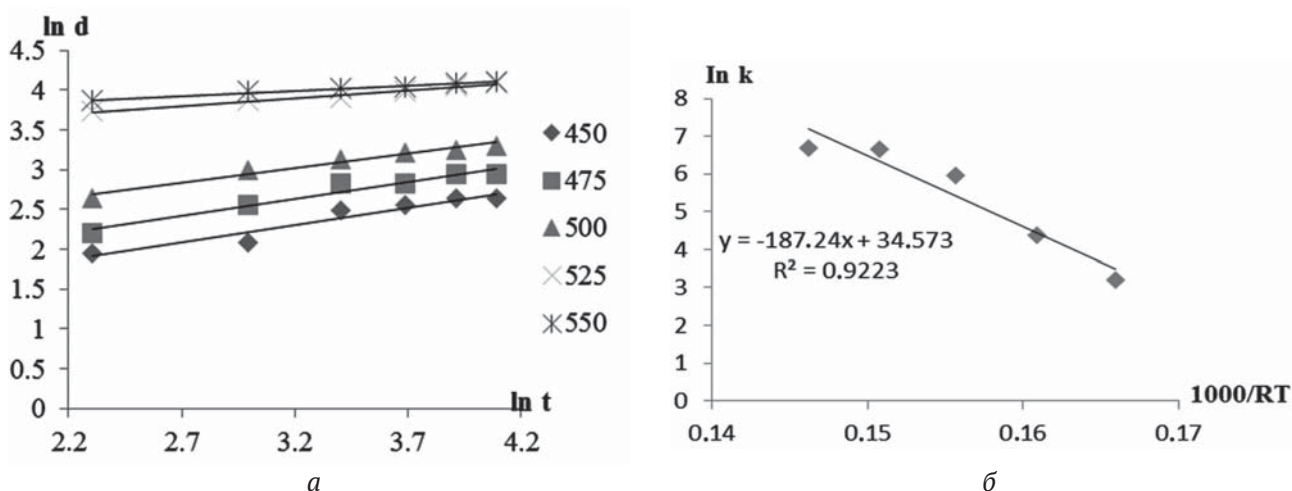 ln d
4.5
4
3.5
3
2.5
2
1.5
1
0.5
0
2.2 2.7 3.2 3.7 4.2
ln t
450
475
500
525
550
а
ln k
8
7
6
5
4
3
2
1
0
y = -187.24x + 34.573
R² = 0.9223
0.14 0.15 0.16 0.17
1000/RT
б